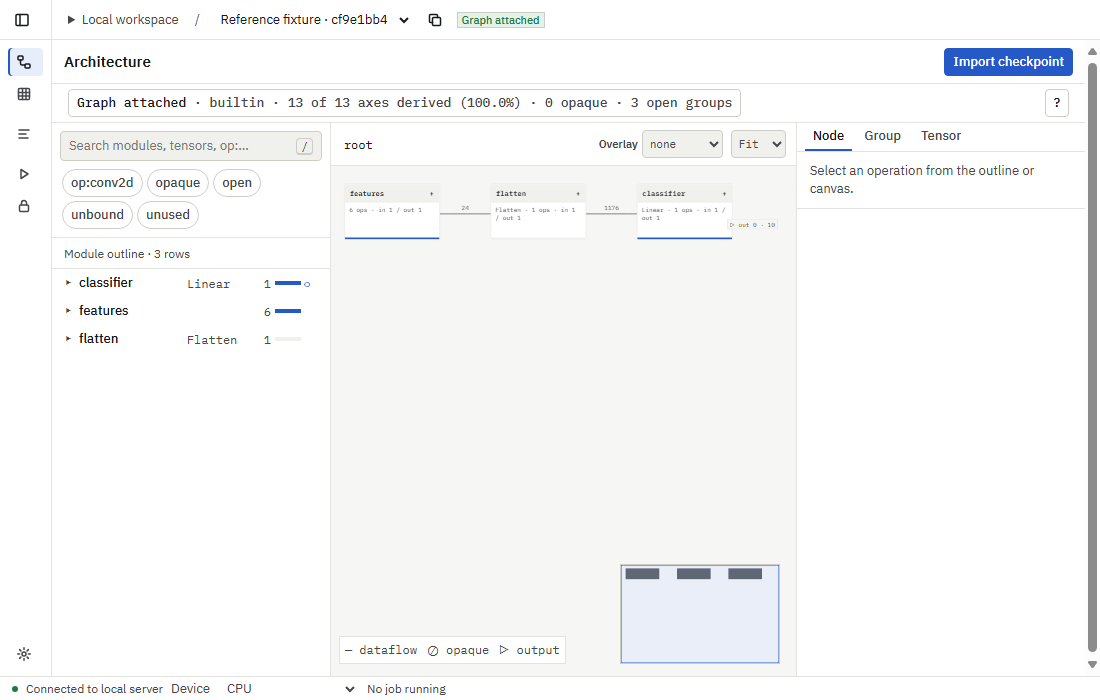 Local workspace / Reference fixture · cf9e1bb4 Graph attached
Architecture Import checkpoint
Graph attached · builtin · 13 of 13 axes derived (100.0%) · 0 opaque · 3 open groups ?
Search modules, tensors, op:... /
op:conv2d opaque open
unbound unused
Module outline · 3 rows
classifier Linear 1
features 6
flatten Flatten 1
root Overlay none Fit
features +
6 ops · in 1 / out 1
24
flatten +
Flatten · 1 ops · in 1
/ out 1
1176
classifier +
Linear · 1 ops · in 1 /
out 1
out 0 · 10
dataflow opaque output
Node Group Tensor
Select an operation from the outline or
canvas.
Connected to local server Device CPU No job running